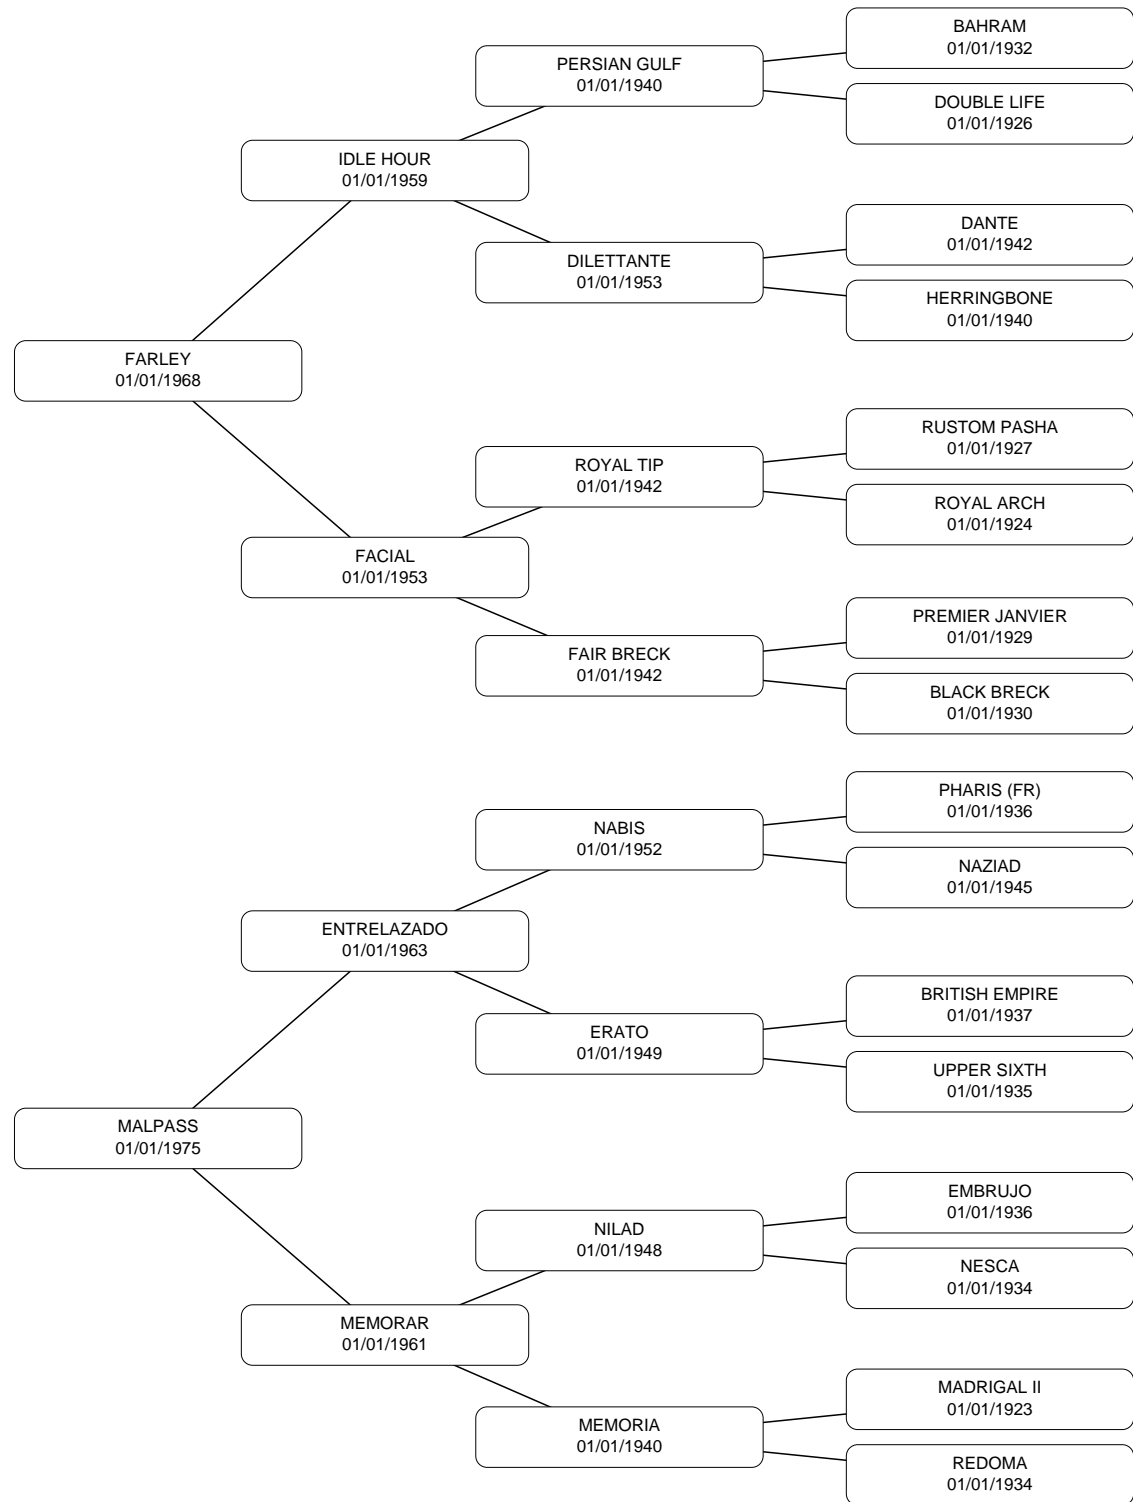 BAHRAM
01/01/1932
PERSIAN GULF
01/01/1940
DOUBLE LIFE
01/01/1926
IDLE HOUR
01/01/1959
DANTE
01/01/1942
DILETTANTE
01/01/1953
HERRINGBONE
01/01/1940
FARLEY
01/01/1968
RUSTOM PASHA
01/01/1927
ROYAL TIP
01/01/1942
ROYAL ARCH
01/01/1924
FACIAL
01/01/1953
PREMIER JANVIER
01/01/1929
FAIR BRECK
01/01/1942
BLACK BRECK
01/01/1930
PHARIS (FR)
01/01/1936
NABIS
01/01/1952
NAZIAD
01/01/1945
ENTRELAZADO
01/01/1963
BRITISH EMPIRE
01/01/1937
ERATO
01/01/1949
UPPER SIXTH
01/01/1935
MALPASS
01/01/1975
EMBRUJO
01/01/1936
NILAD
01/01/1948
NESCA
01/01/1934
MEMORAR
01/01/1961
MADRIGAL II
01/01/1923
MEMORIA
01/01/1940
REDOMA
01/01/1934